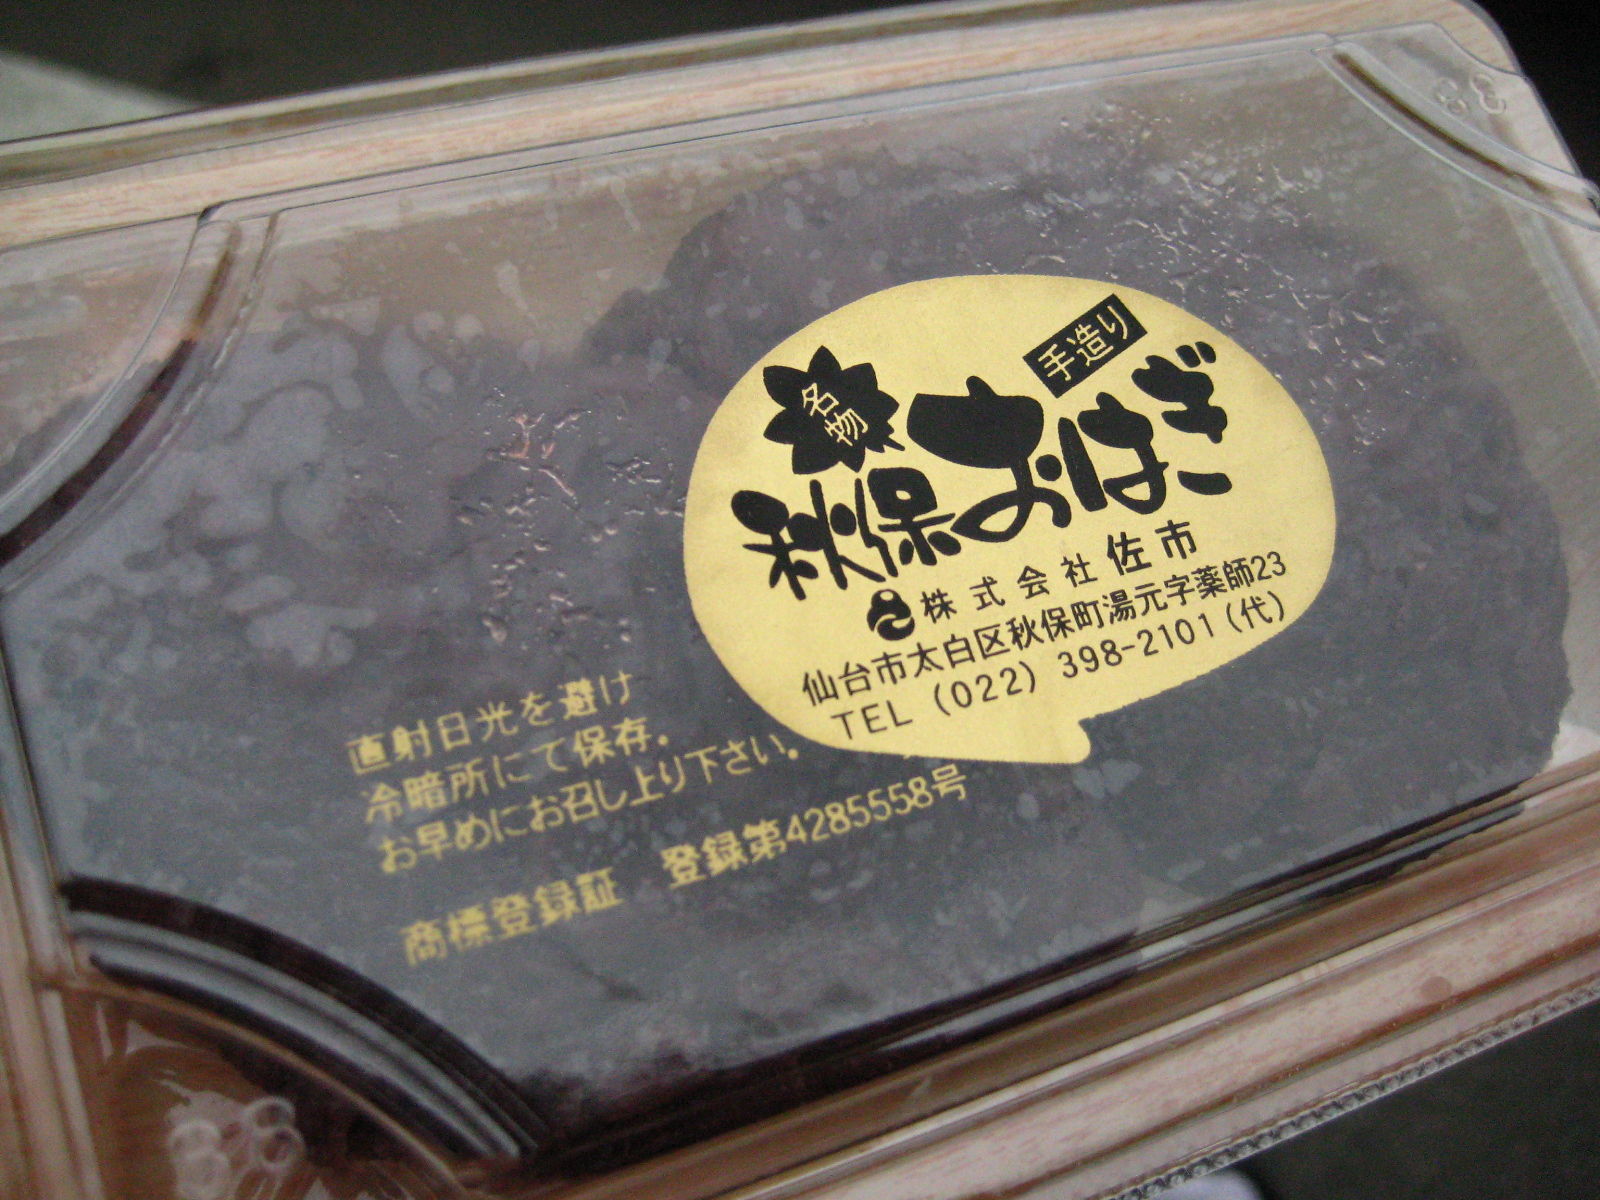 手造り
名物
秋保おはぎ
株式会社佐市
仙台市太白区秋保町湯元字薬師23
TEL (022) 398-2101 (代)
直射日光を避け
冷暗所にて保存。
お早めにお召し上り下さい。
商標登録証 登録第4285558号